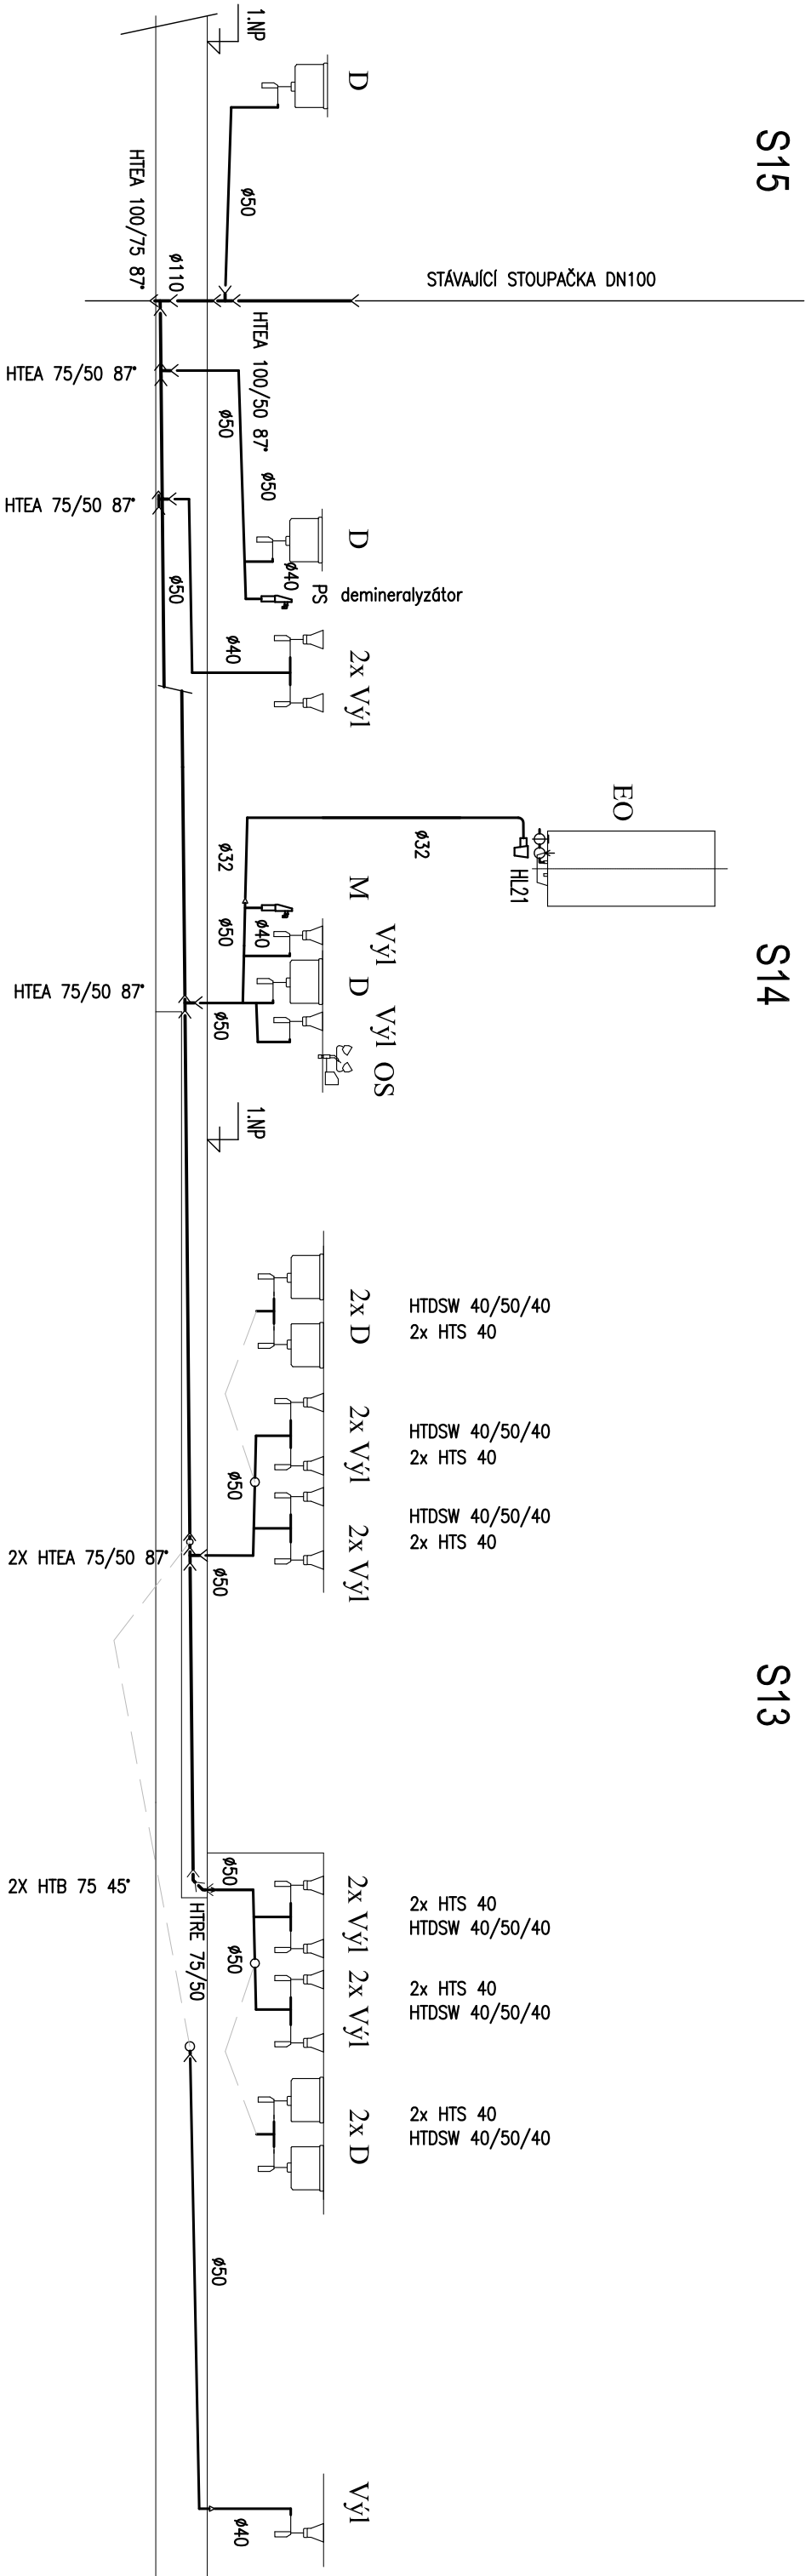 S15
1.NP
D
ø50
HTEA 100/75 87°
ø110
STÁVAJÍCÍ STOUPAČKA DN100
HTEA 75/50 87°
HTEA 100/50 87°
ø50
ø50
HTEA 75/50 87°
D
ø50
ø40
PS demineralyzátor
ø40
2x Výl
EO
ø32
ø32
HL21
M
S14
ø50
ø40
Výl
D
HTEA 75/50 87°
ø50
Výl
OS
1.NP
2x D
HTDSW 40/50/40
2x HTS 40
2x Výl
HTDSW 40/50/40
2x HTS 40
ø50
HTDSW 40/50/40
2x HTS 40
2x Výl
2X HTEA 75/50 87°
ø50
S13
ø50
2X HTB 75 45°
2x Výl
2x HTS 40
HTDSW 40/50/40
HTRE 75/50
ø50
2x Výl
2x HTS 40
HTDSW 40/50/40
2x D
2x HTS 40
HTDSW 40/50/40
ø50
Výl
ø40